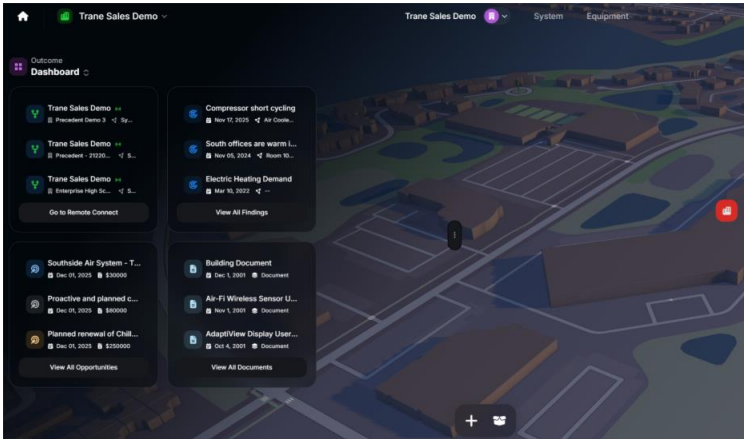 Trane Sales Demo
Trane Sales Demo
System
Equipment
Outcome
Dashboard
Trane Sales Demo
Precedent Demo 3 Sy...
Trane Sales Demo
Precedent - 21220... S...
Trane Sales Demo
Enterprise High Sc... S...
Go to Remote Connect
Compressor short cycling
Nov 17, 2025 Air Coole...
South offices are warm i...
Nov 05, 2024 Room 10...
Electric Heating Demand
Mar 10, 2022 --
View All Findings
Southside Air System - T...
Dec 01, 2025 $30000
Proactive and planned c...
Dec 01, 2025 $80000
Planned renewal of Chill...
Dec 01, 2025 $250000
View All Opportunities
Building Document
Dec 1, 2001 Document
Air-Fi Wireless Sensor U...
Nov 1, 2001 Document
AdaptiView Display User...
Oct 4, 2001 Document
View All Documents